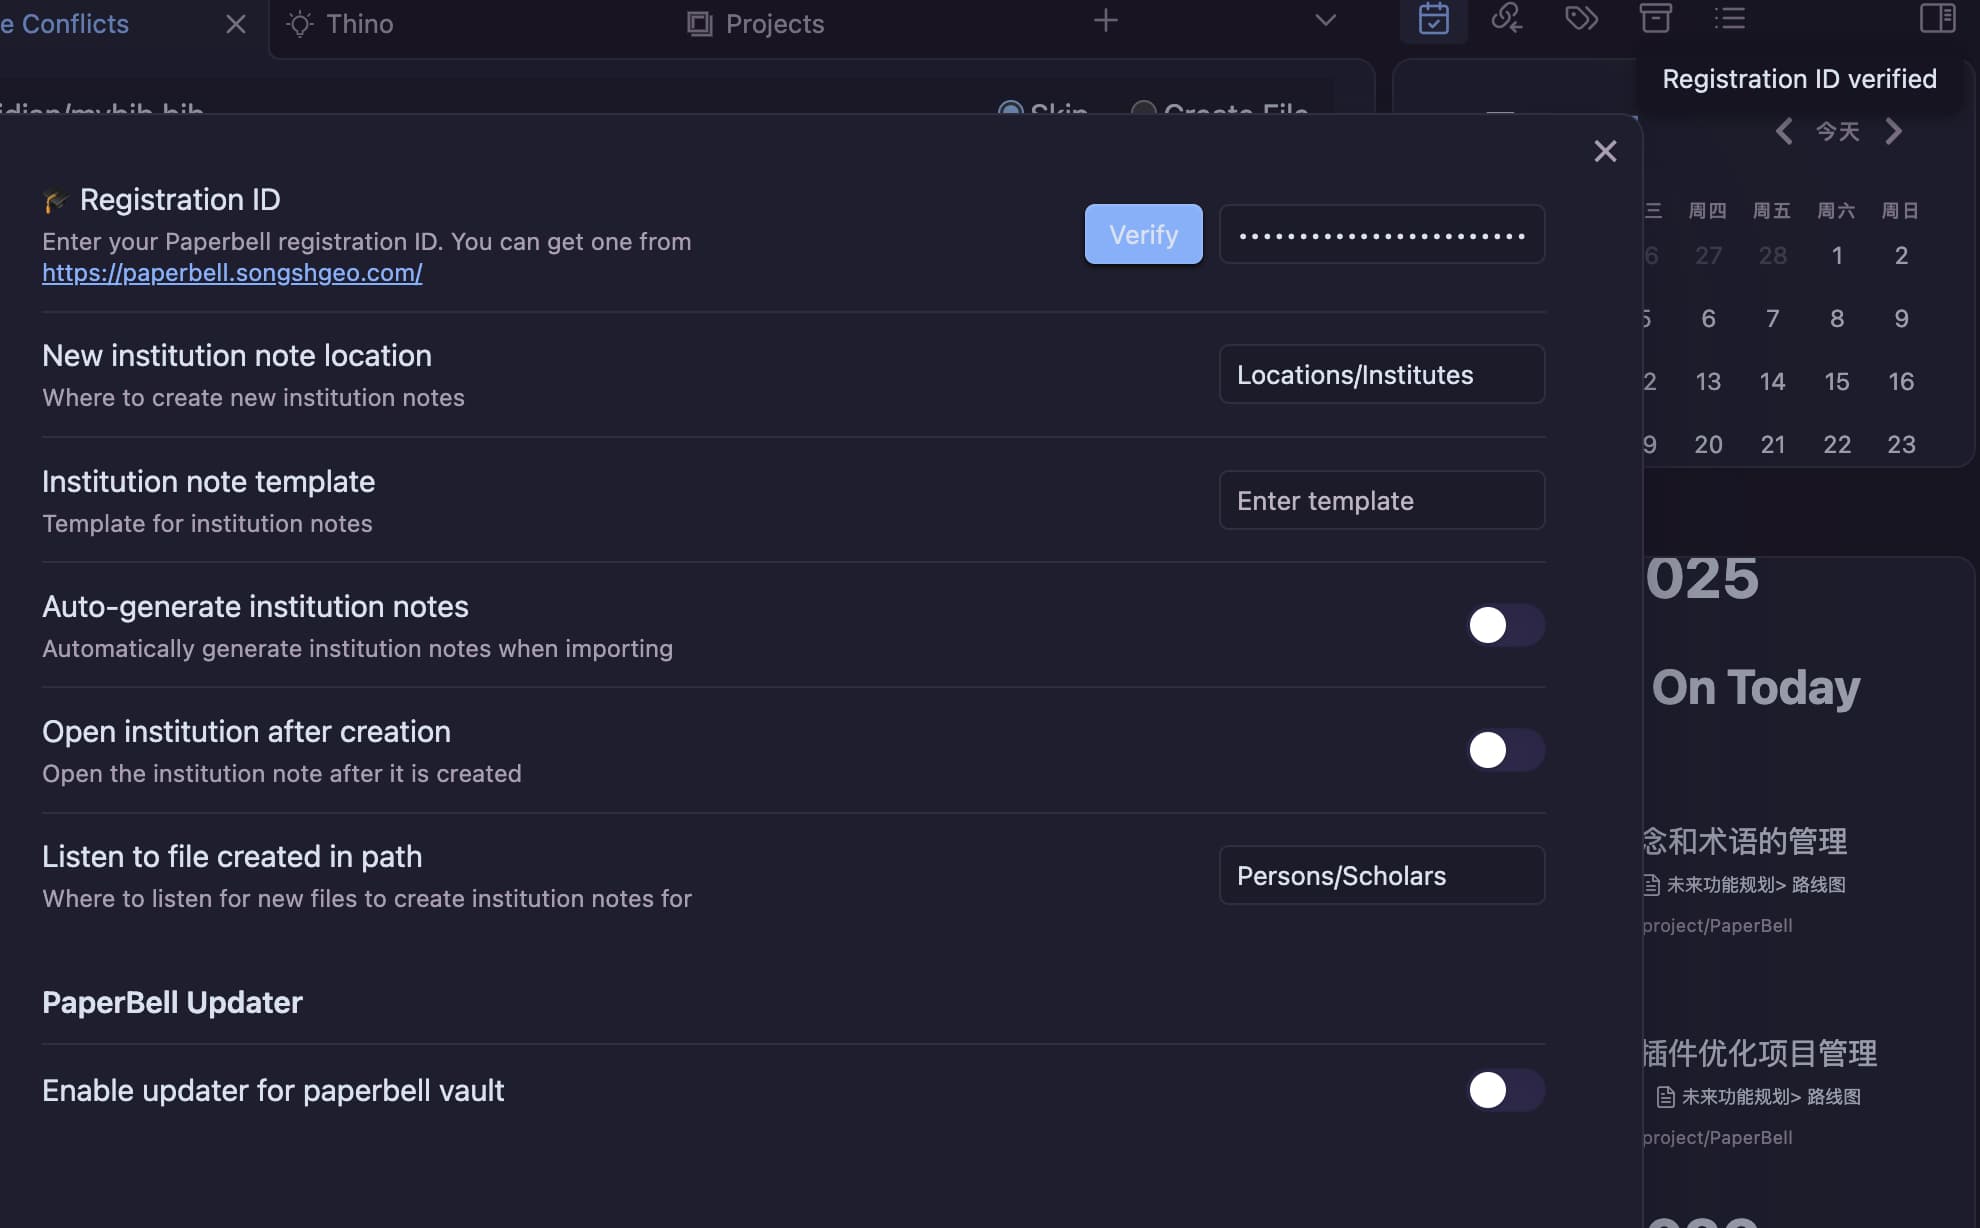 e Conflicts
Thino
Projects
Registration ID verified
Skip
Create File
今天
🎓 Registration ID
Enter your Paperbell registration ID. You can get one from
https://paperbell.songshgeo.com/
Verify
New institution note location
Where to create new institution notes
Locations/Institutes
Institution note template
Template for institution notes
Enter template
Auto-generate institution notes
Automatically generate institution notes when importing
Open institution after creation
Open the institution note after it is created
Listen to file created in path
Where to listen for new files to create institution notes for
Persons/Scholars
PaperBell Updater
Enable updater for paperbell vault
三 周四 周五 周六 周日
6 27 28 1 2
5 6 7 8 9
2 13 14 15 16
9 20 21 22 23
025
On Today
念和术语的管理
未来功能规划> 路线图
project/PaperBell
插件优化项目管理
未来功能规划> 路线图
project/PaperBell